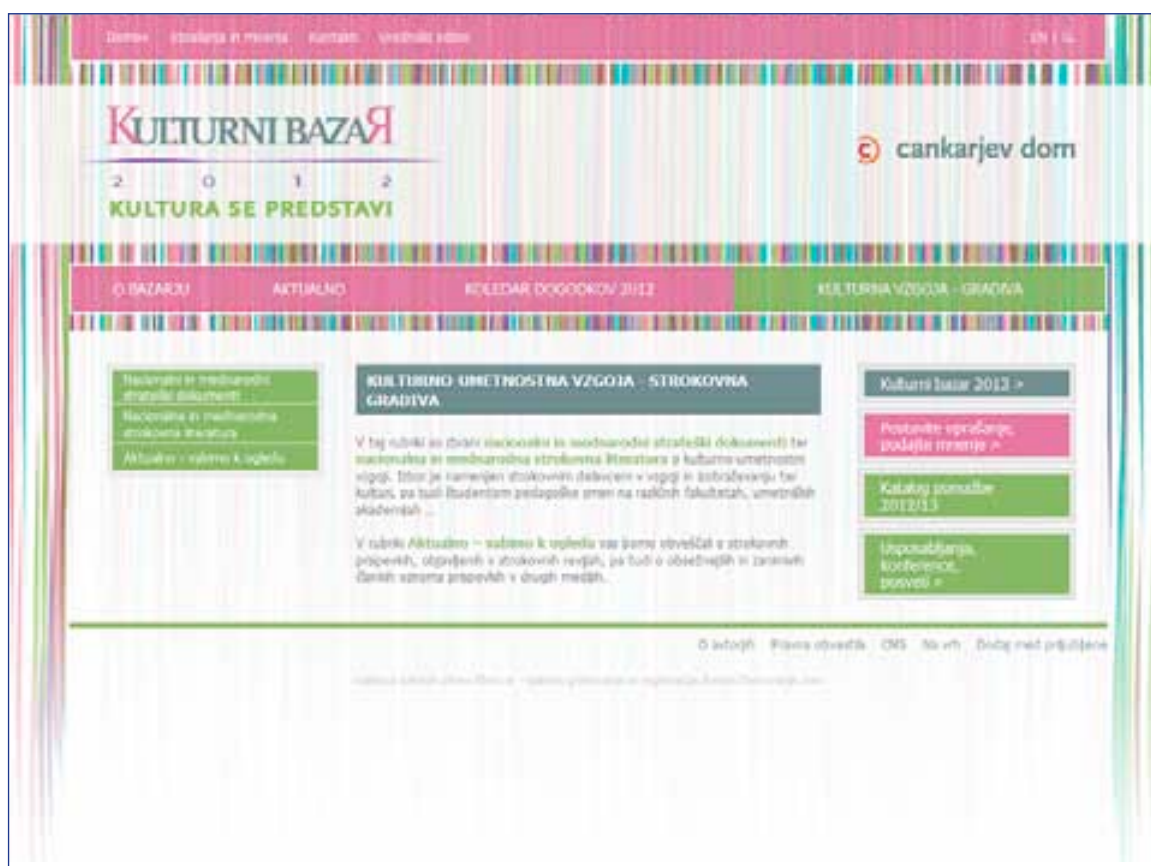 Domov Vprašanja in mnenja Kontakt Uredniški odbor
EN | SL
KULTURNI BAZAR
2 0 1 2
KULTURA SE PREDSTAVI
cankarjev dom
O BAZARJU AKTUALNO KOLEDAR DOGODKOV 2012 KULTURNA VZGOJA - GRADIVA
Nacionalni in mednarodni
strateški dokumenti
Nacionalna in mednarodna
strokovna literatura
Aktualno - vabimo k ogledu
KULTURNO-UMETNOSTNA VZGOJA - STROKOVNA
GRADIVA
V tej rubriki so zbrani nacionalni in mednarodni strateški dokumenti ter
nacionalna in mednarodna strokovna literatura o kulturno-umetnostni
vzgoji. Izbor je namenjen strokovnim delavcem v vzgoji in izobraževanju ter
kulturi, pa tudi študentom pedagoške smeri na različnih fakultetah, umetniških
akademijah ...
V rubriki Aktualno – vabimo k ogledu vas bomo obveščali o strokovnih
prispevkih, objavljenih v strokovnih revijah, pa tudi o obsežnejših in zanimivih
člankih oziroma prispevkih v drugih medijih.
Kulturni bazar 2012 >
Postavite vprašanje,
podajte mnenje >
Katalog ponudbe
2012/13
Usposabljanja,
konference,
posveti >
O avtorjih Pravna obvestila CMS Na vrh Dodaj med priljubljene